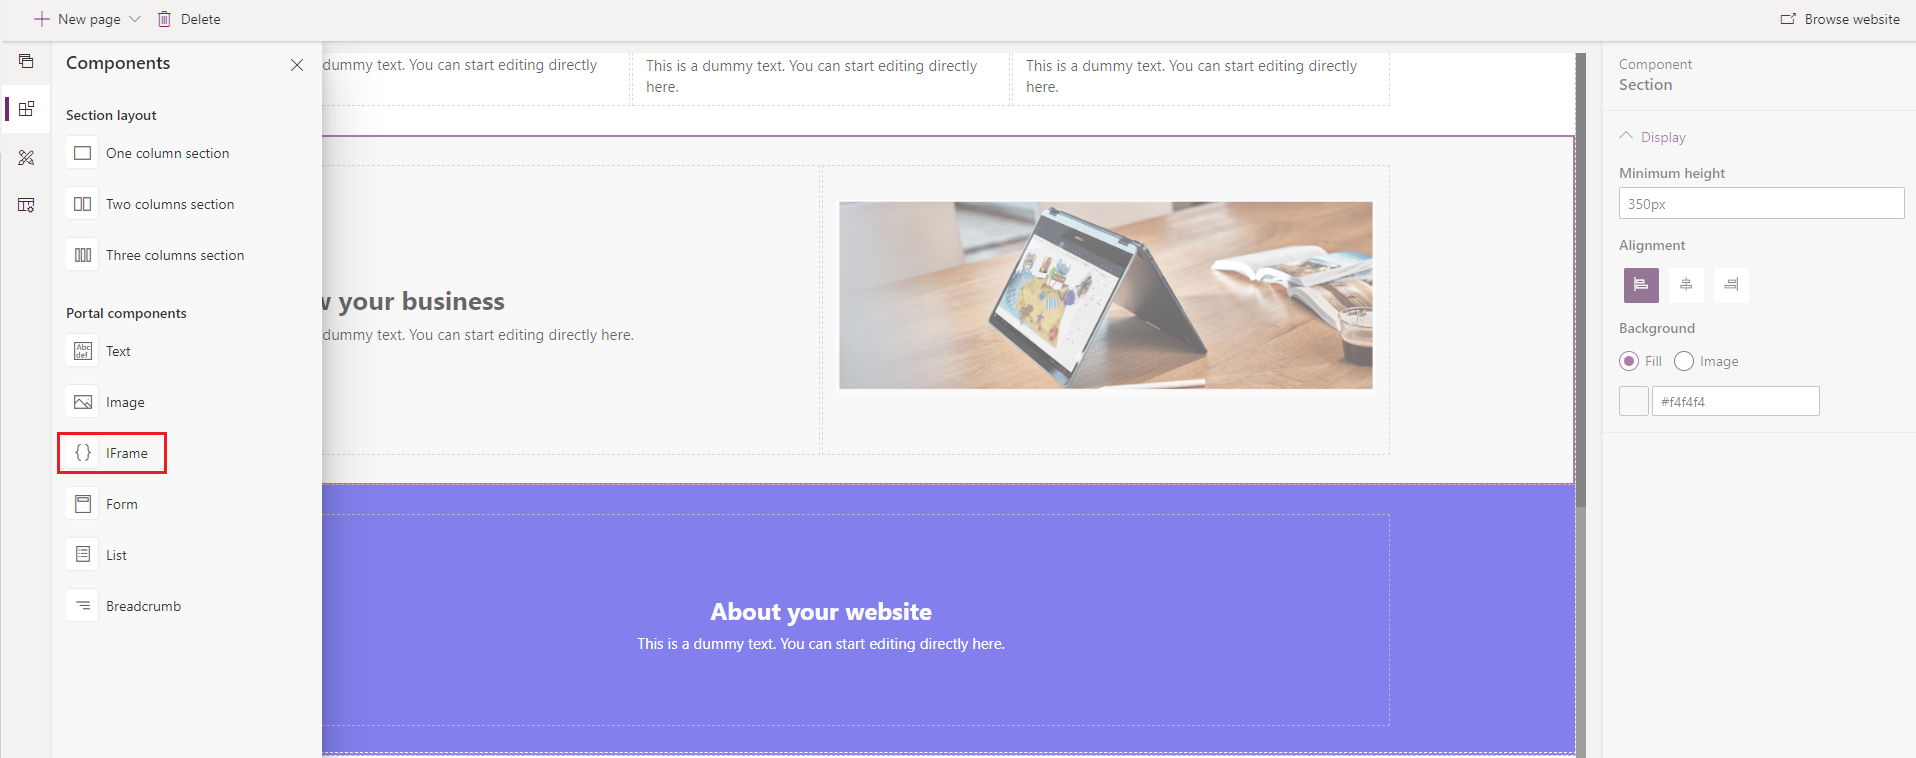 New page
Delete
Browse website
Components
Section layout
One column section
Two columns section
Three columns section
Portal components
Text
Image
IFrame
Form
List
Breadcrumb
dummy text. You can start editing directly
This is a dummy text. You can start editing directly
here.
This is a dummy text. You can start editing directly
here.
w your business
dummy text. You can start editing directly here.
About your website
This is a dummy text. You can start editing directly here.
Component
Section
Display
Minimum height
350px
Alignment
Background
Fill
Image
#f4f4f4